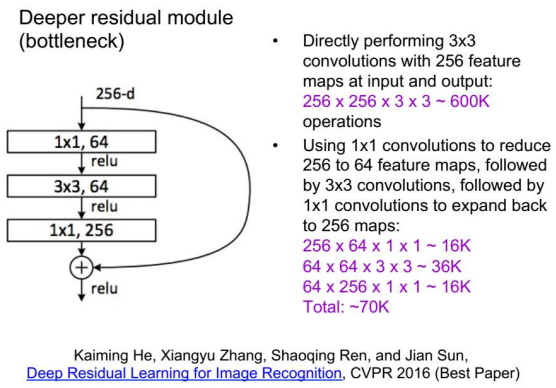 Deeper residual module
(bottleneck)
256-d
1x1, 64
relu
3x3, 64
relu
1x1, 256
+
relu
• Directly performing 3x3
convolutions with 256 feature
maps at input and output:
256 x 256 x 3 x 3 ~ 600K
operations
• Using 1x1 convolutions to reduce
256 to 64 feature maps, followed
by 3x3 convolutions, followed by
1x1 convolutions to expand back
to 256 maps:
256 x 64 x 1 x 1 ~ 16K
64 x 64 x 3 x 3 ~ 36K
64 x 256 x 1 x 1 ~ 16K
Total: ~70K
Kaiming He, Xiangyu Zhang, Shaoqing Ren, and Jian Sun,
Deep Residual Learning for Image Recognition, CVPR 2016 (Best Paper)